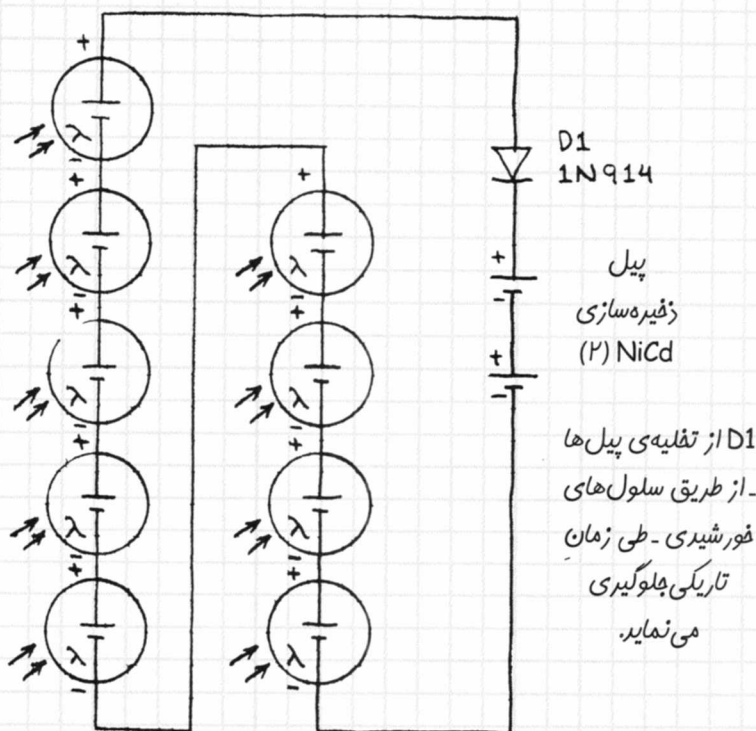 D1
1N914
پیل
ذخیره‌سازی
(۲) NiCd
D1 از تخلیه‌ی پیل‌ها
ـ از طریق سلول‌های
خورشیدی ـ طی زمانِ
تاریکی جلوگیری
می‌نماید.
+
λ
-
+
λ
-
+
λ
-
+
λ
-
+
λ
-
+
λ
-
+
λ
-
+
λ
-
+
λ
-
+
-
+
-